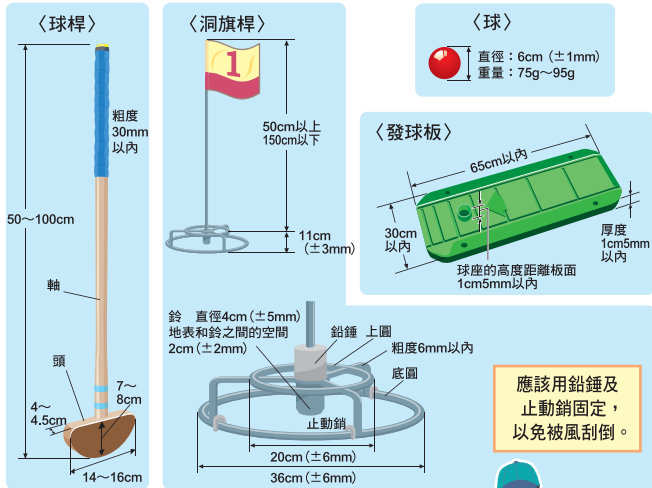 〈球桿〉
粗度
30mm
以內
50～100cm
軸
頭
7～
8cm
4～
4.5cm
14～16cm
〈洞旗桿〉
1
50cm以上
150cm以下
11cm
(±3mm)
〈球〉
直徑：6cm (±1mm)
重量：75g～95g
〈發球板〉
65cm以內
30cm
以內
厚度
1cm5mm
以內
球座的高度距離板面
1cm5mm以內
鈴　直徑4cm(±5mm)
地表和鈴之間的空間
2cm(±2mm)
鉛錘
上圓
粗度6mm以內
底圓
止動銷
20cm(±6mm)
36cm(±6mm)
應該用鉛錘及
止動銷固定，
以免被風刮倒。